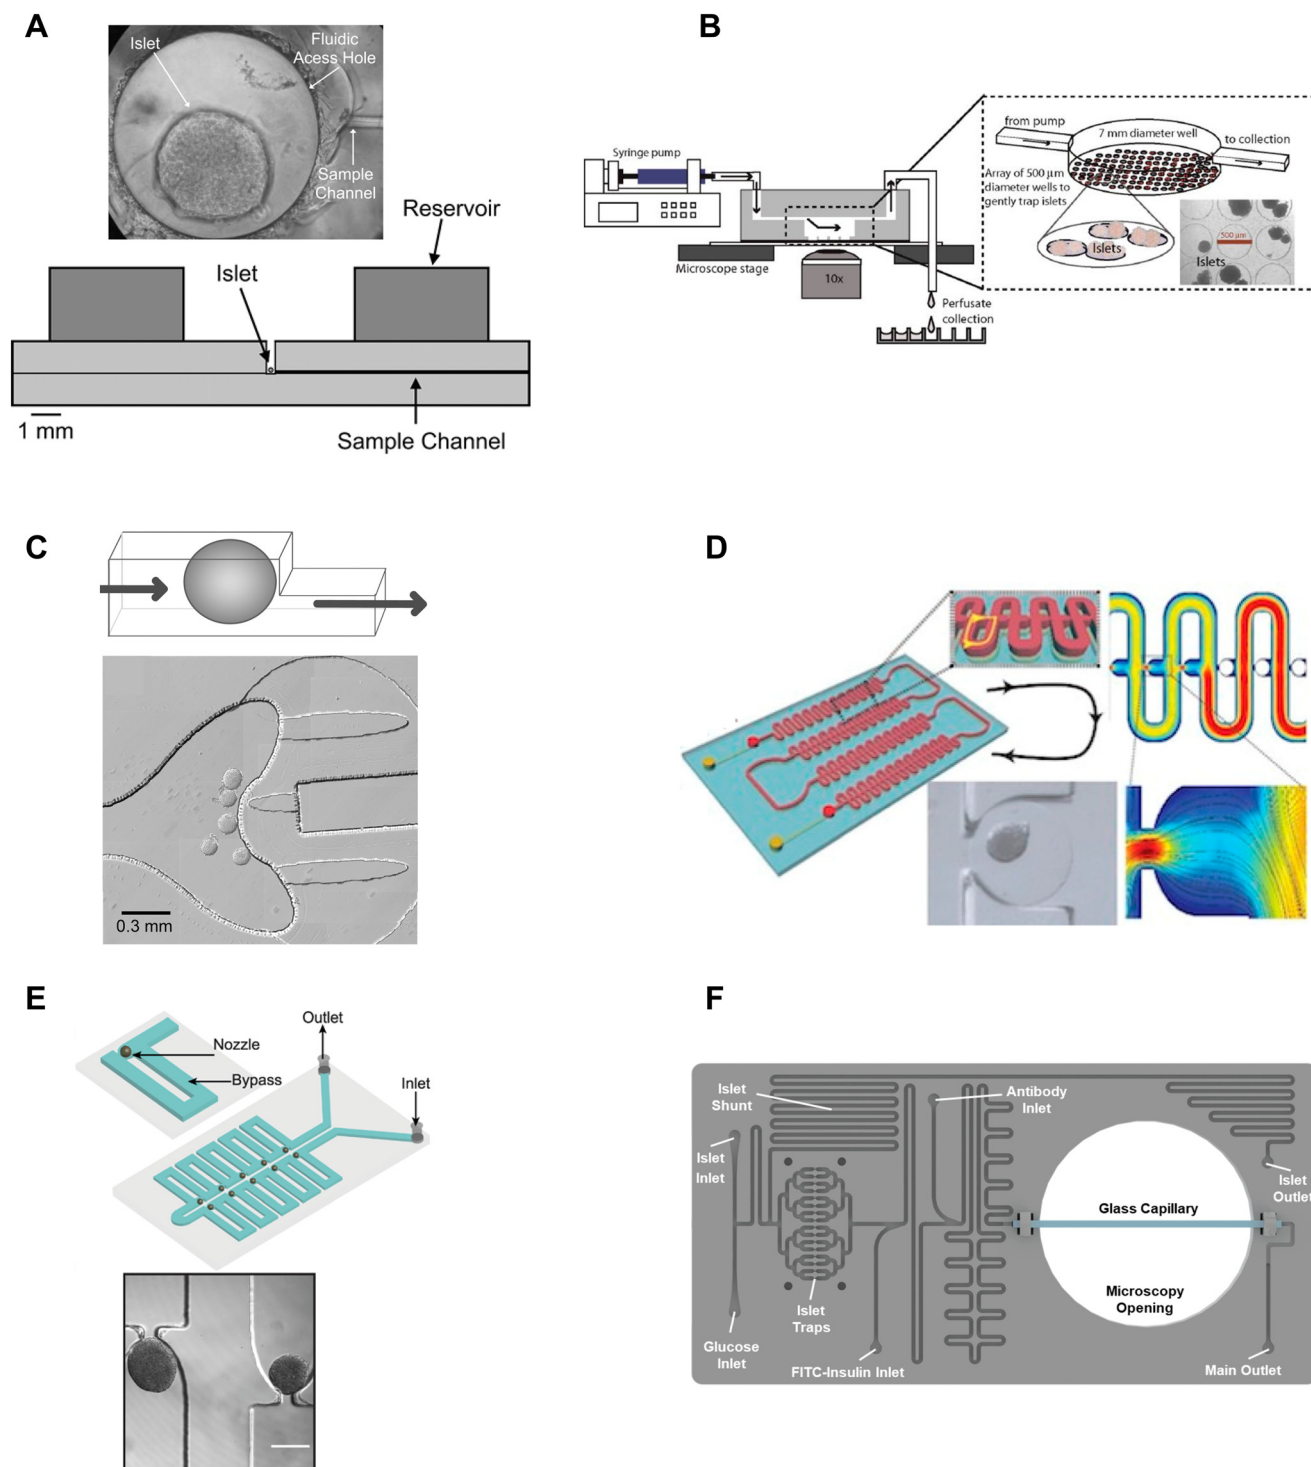 A
Islet
Fluidic
Acess Hole
Sample
Channel
Reservoir
Islet
1 mm
Sample Channel
B
Syringe pump
Microscope stage
10x
Perfusate
collection
from pump
7 mm diameter well
to collection
Array of 500 µm
diameter wells to
gently trap islets
Islets
500 µm
Islets
C
0.3 mm
D
E
Outlet
Nozzle
Bypass
Inlet
F
Islet
Shunt
Antibody
Inlet
Islet
Inlet
Islet
Outlet
Glass Capillary
Microscopy
Opening
Islet
Traps
Glucose
Inlet
FITC-Insulin Inlet
Main Outlet